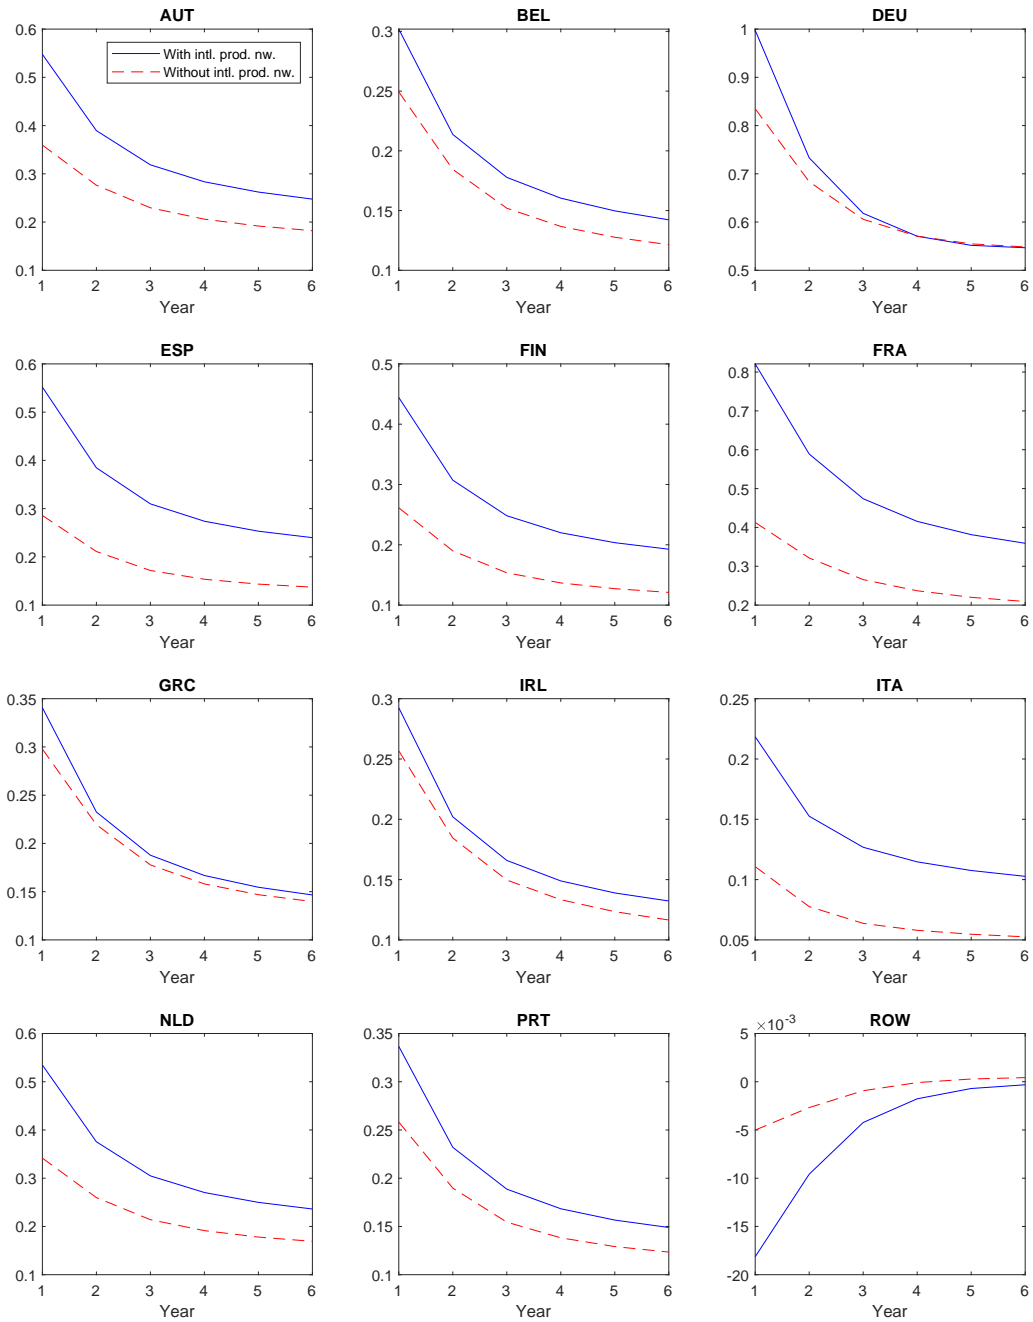 AUT
0.6
0.5
0.4
0.3
0.2
0.1
With intl. prod. nw.
Without intl. prod. nw.
1 2 3 4 5 6
Year
BEL
0.3
0.25
0.2
0.15
0.1
1 2 3 4 5 6
Year
DEU
1
0.9
0.8
0.7
0.6
0.5
1 2 3 4 5 6
Year
ESP
0.6
0.5
0.4
0.3
0.2
0.1
1 2 3 4 5 6
Year
FIN
0.5
0.4
0.3
0.2
0.1
1 2 3 4 5 6
Year
FRA
0.8
0.7
0.6
0.5
0.4
0.3
0.2
1 2 3 4 5 6
Year
GRC
0.35
0.3
0.25
0.2
0.15
0.1
1 2 3 4 5 6
Year
IRL
0.3
0.25
0.2
0.15
0.1
1 2 3 4 5 6
Year
ITA
0.25
0.2
0.15
0.1
0.05
1 2 3 4 5 6
Year
NLD
0.6
0.5
0.4
0.3
0.2
0.1
1 2 3 4 5 6
Year
PRT
0.35
0.3
0.25
0.2
0.15
0.1
1 2 3 4 5 6
Year
ROW
×10⁻³
5
0
-5
-10
-15
-20
1 2 3 4 5 6
Year